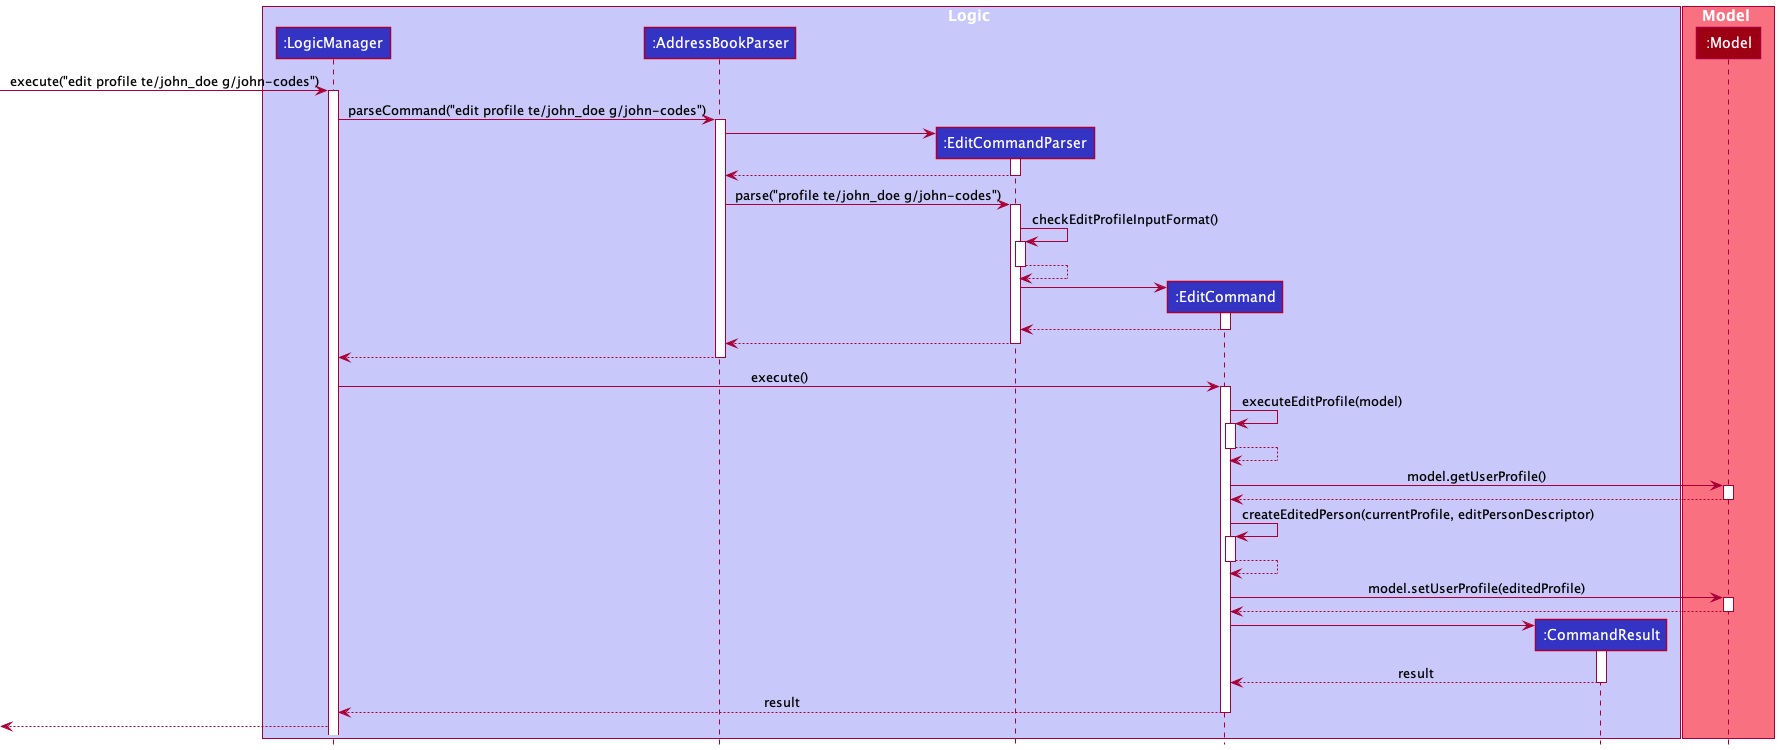 Logic
Model
:LogicManager
:AddressBookParser
:Model
execute("edit profile te/john_doe g/john-codes")
parseCommand("edit profile te/john_doe g/john-codes")
:EditCommandParser
parse("profile te/john_doe g/john-codes")
checkEditProfileInputFormat()
:EditCommand
execute()
executeEditProfile(model)
model.getUserProfile()
createEditedPerson(currentProfile, editPersonDescriptor)
model.setUserProfile(editedProfile)
:CommandResult
result
result